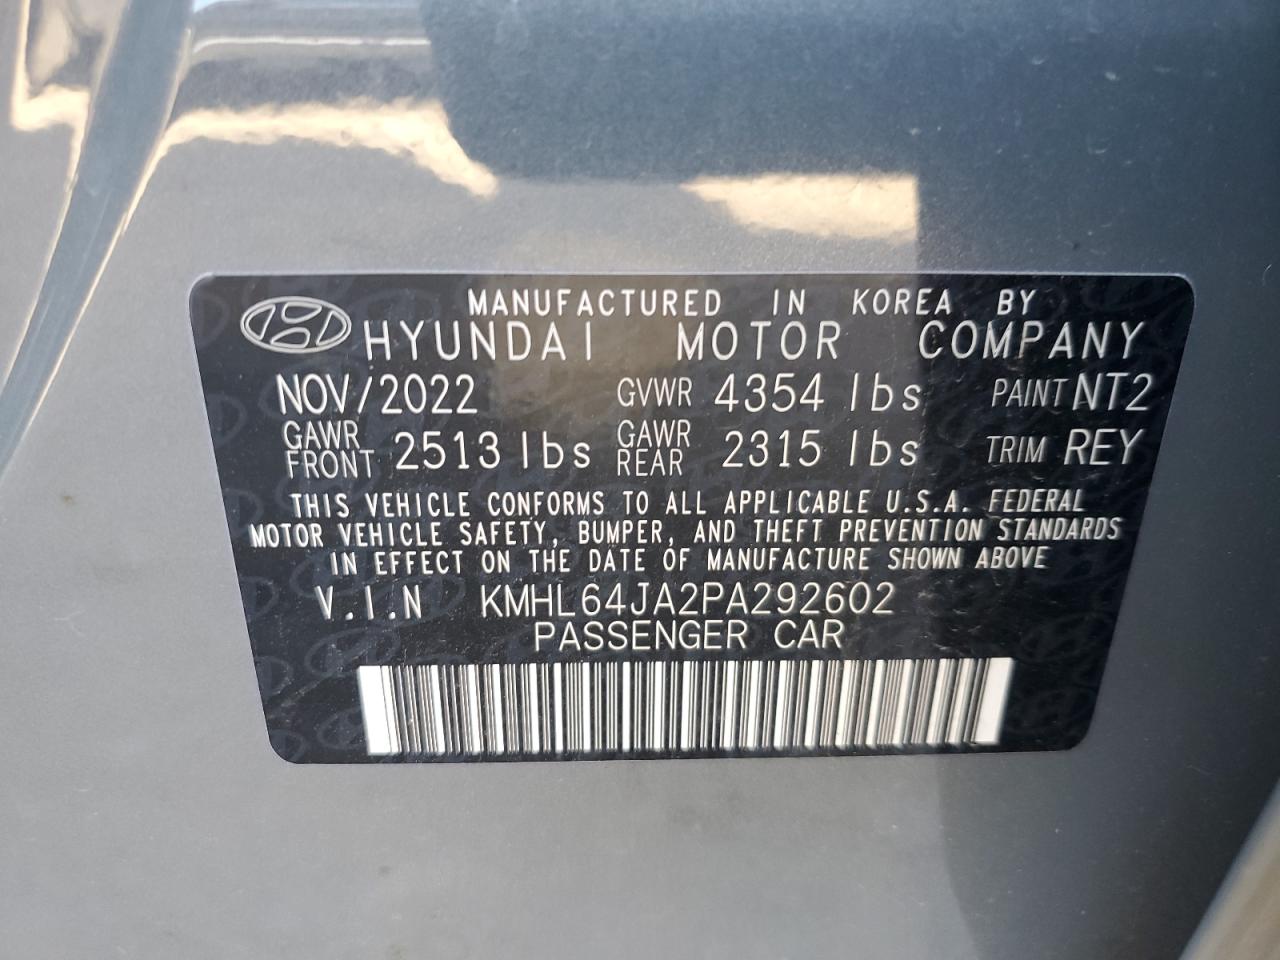 MANUFACTURED IN KOREA BY
HYUNDAI MOTOR COMPANY
NOV/2022 GVWR 4354 lbs PAINT NT2
GAWR FRONT 2513 lbs GAWR REAR 2315 lbs TRIM REY
THIS VEHICLE CONFORMS TO ALL APPLICABLE U.S.A. FEDERAL
MOTOR VEHICLE SAFETY, BUMPER, AND THEFT PREVENTION STANDARDS
IN EFFECT ON THE DATE OF MANUFACTURE SHOWN ABOVE
V.I.N KMHL64JA2PA292602
PASSENGER CAR